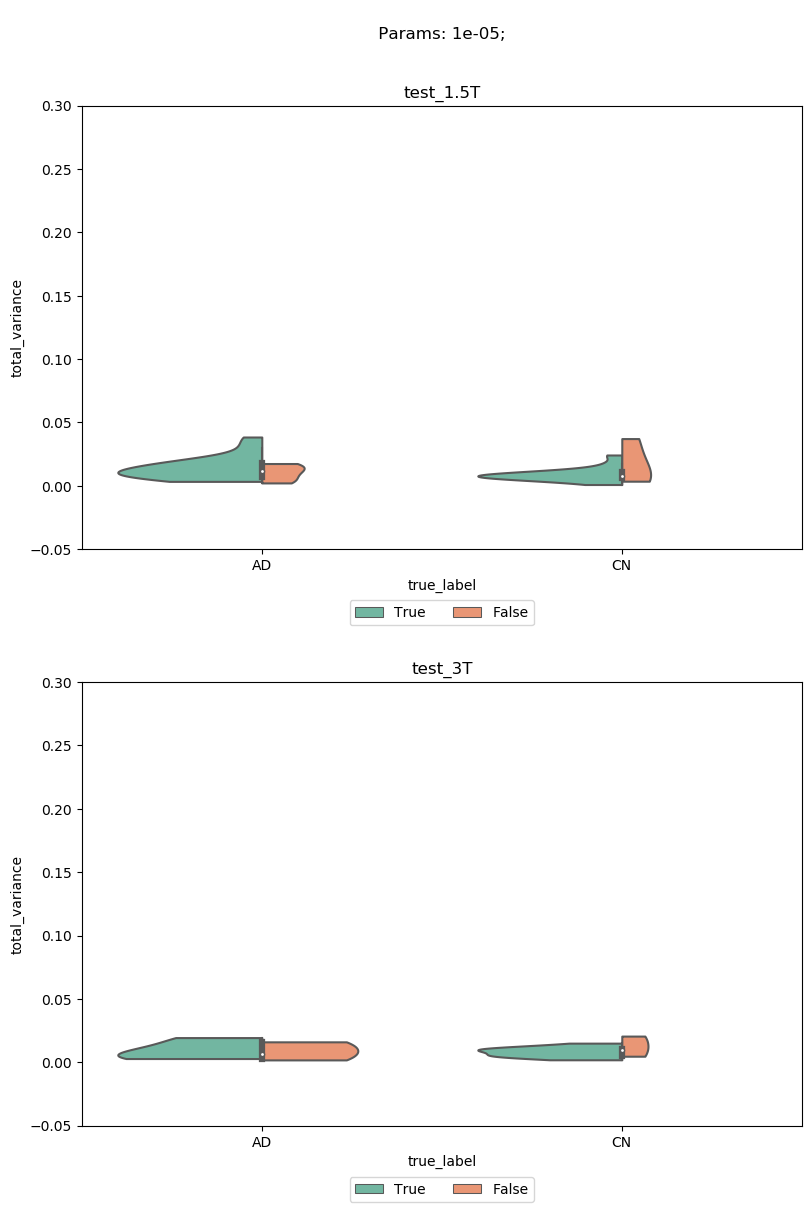 Params: 1e-05;
test_1.5T
0.30
0.25
0.20
0.15
0.10
0.05
0.00
−0.05
total_variance
AD CN
true_label
True False
test_3T
0.30
0.25
0.20
0.15
0.10
0.05
0.00
−0.05
total_variance
AD CN
true_label
True False